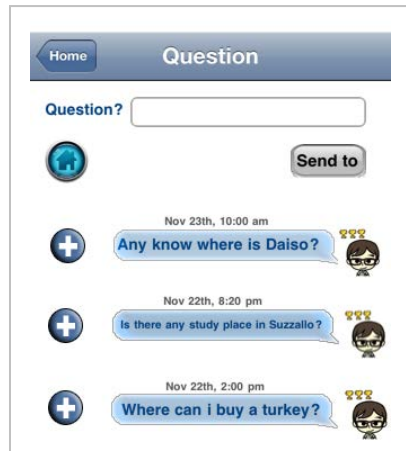 Home Question
Question?
Send to
Nov 23th, 10:00 am
Any know where is Daiso?
Nov 22th, 8:20 pm
Is there any study place in Suzzallo?
Nov 22th, 2:00 pm
Where can i buy a turkey?